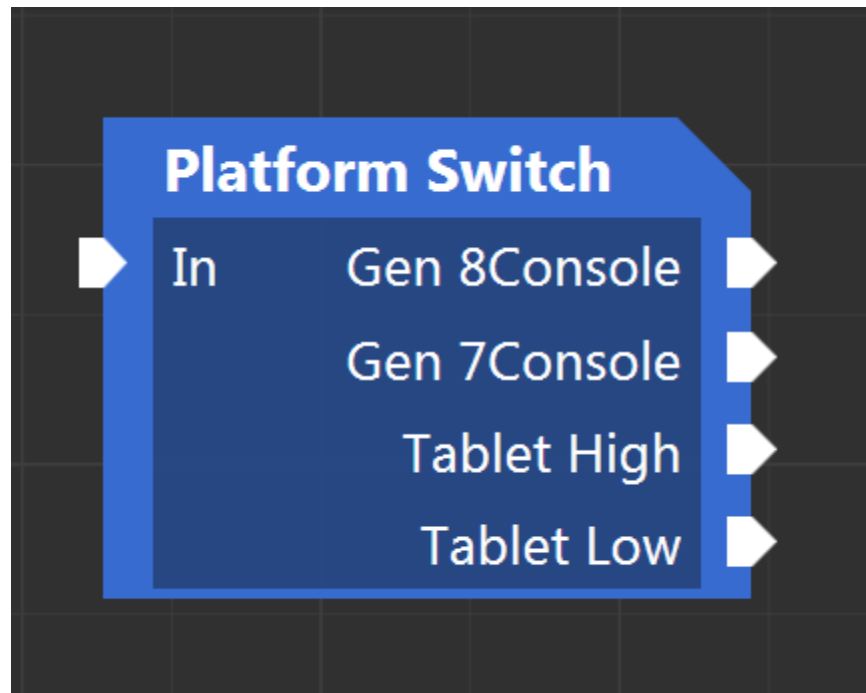 Platform Switch
In Gen 8Console
Gen 7Console
Tablet High
Tablet Low